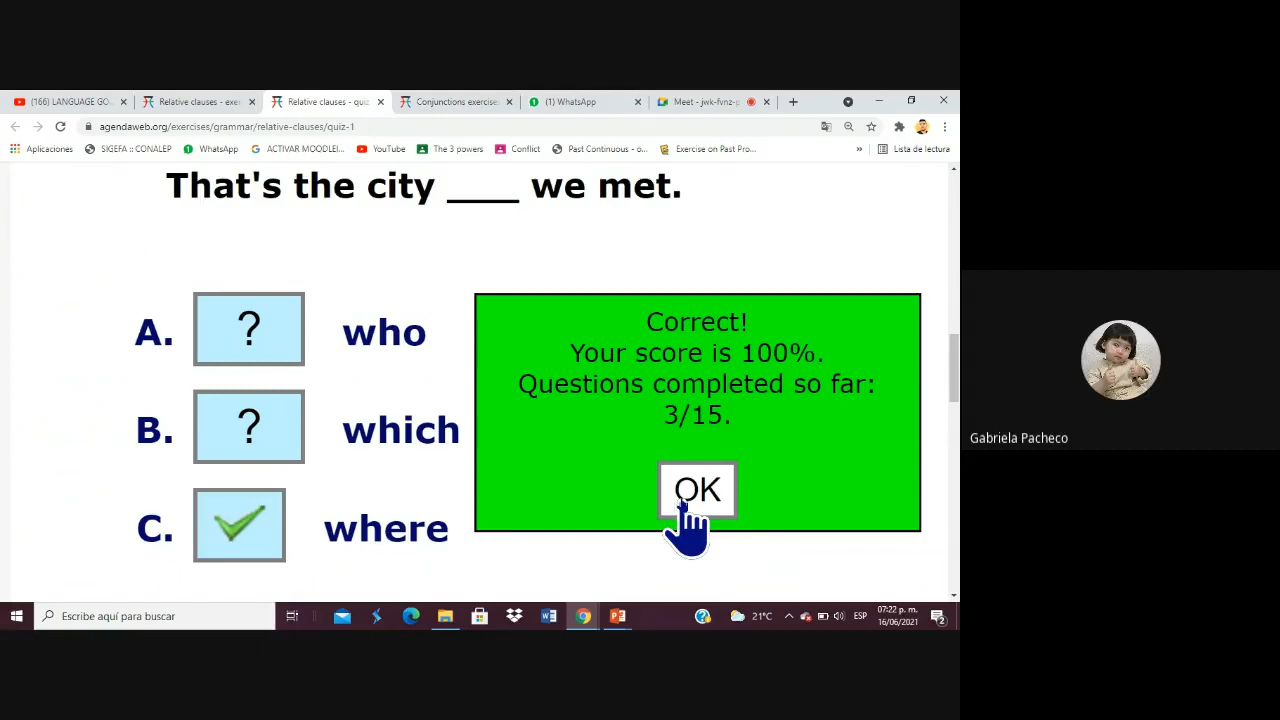 (166) LANGUAGE GO
Relative clauses - exer
Relative clauses - quiz
Conjunctions exercise
(1) WhatsApp
Meet - jwk-fvnz-p
agendaweb.org/exercises/grammar/relative-clauses/quiz-1
Aplicaciones
SIGEFA :: CONALEP
WhatsApp
ACTIVAR MOODLE|...
YouTube
The 3 powers
Conflict
Past Continuous - o...
Exercise on Past Pro...
»
Lista de lectura
That's the city ____ we met.
A. ? who
B. ? which
C. where
Correct!
Your score is 100%.
Questions completed so far:
3/15.
OK
Gabriela Pacheco
Escribe aquí para buscar
21°C
ESP
07:22 p. m.
16/06/2021
2